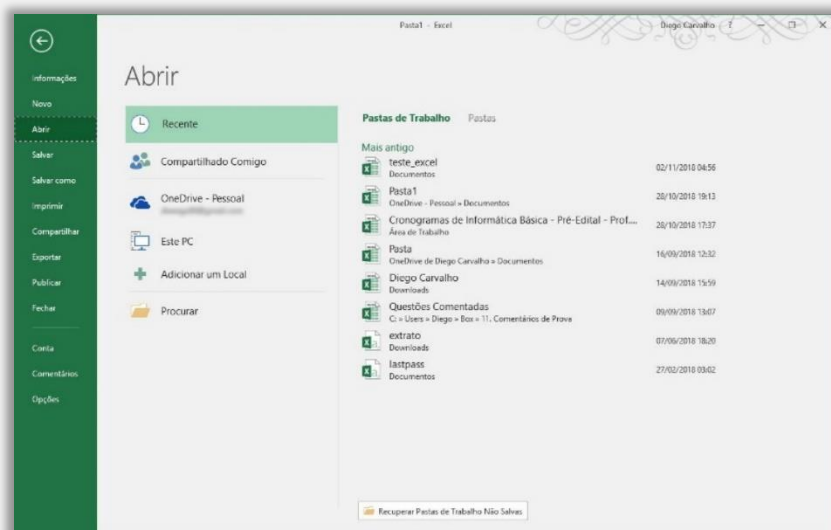 Pasta1 - Excel
Diego Carvalho
?
Informações
Novo
Abrir
Salvar
Salvar como
Imprimir
Compartilhar
Exportar
Publicar
Fechar
Conta
Comentários
Opções
Abrir
Recente
Compartilhado Comigo
OneDrive - Pessoal
Este PC
Adicionar um Local
Procurar
Pastas de Trabalho Pastas
Mais antigo
teste_excel 02/11/2018 04:56
Documentos
Pasta1 28/10/2018 19:13
OneDrive - Pessoal » Documentos
Cronogramas de Informática Básica - Pré-Edital - Prof.... 28/10/2018 17:37
Área de Trabalho
Pasta 16/09/2018 12:32
OneDrive de Diego Carvalho » Documentos
Diego Carvalho 14/09/2018 15:59
Downloads
Questões Comentadas 09/09/2018 13:07
C: » Users » Diego » Box » 11. Comentários de Prova
extrato 07/06/2018 18:20
Downloads
lastpass 27/02/2018 03:02
Documentos
Recuperar Pastas de Trabalho Não Salvas